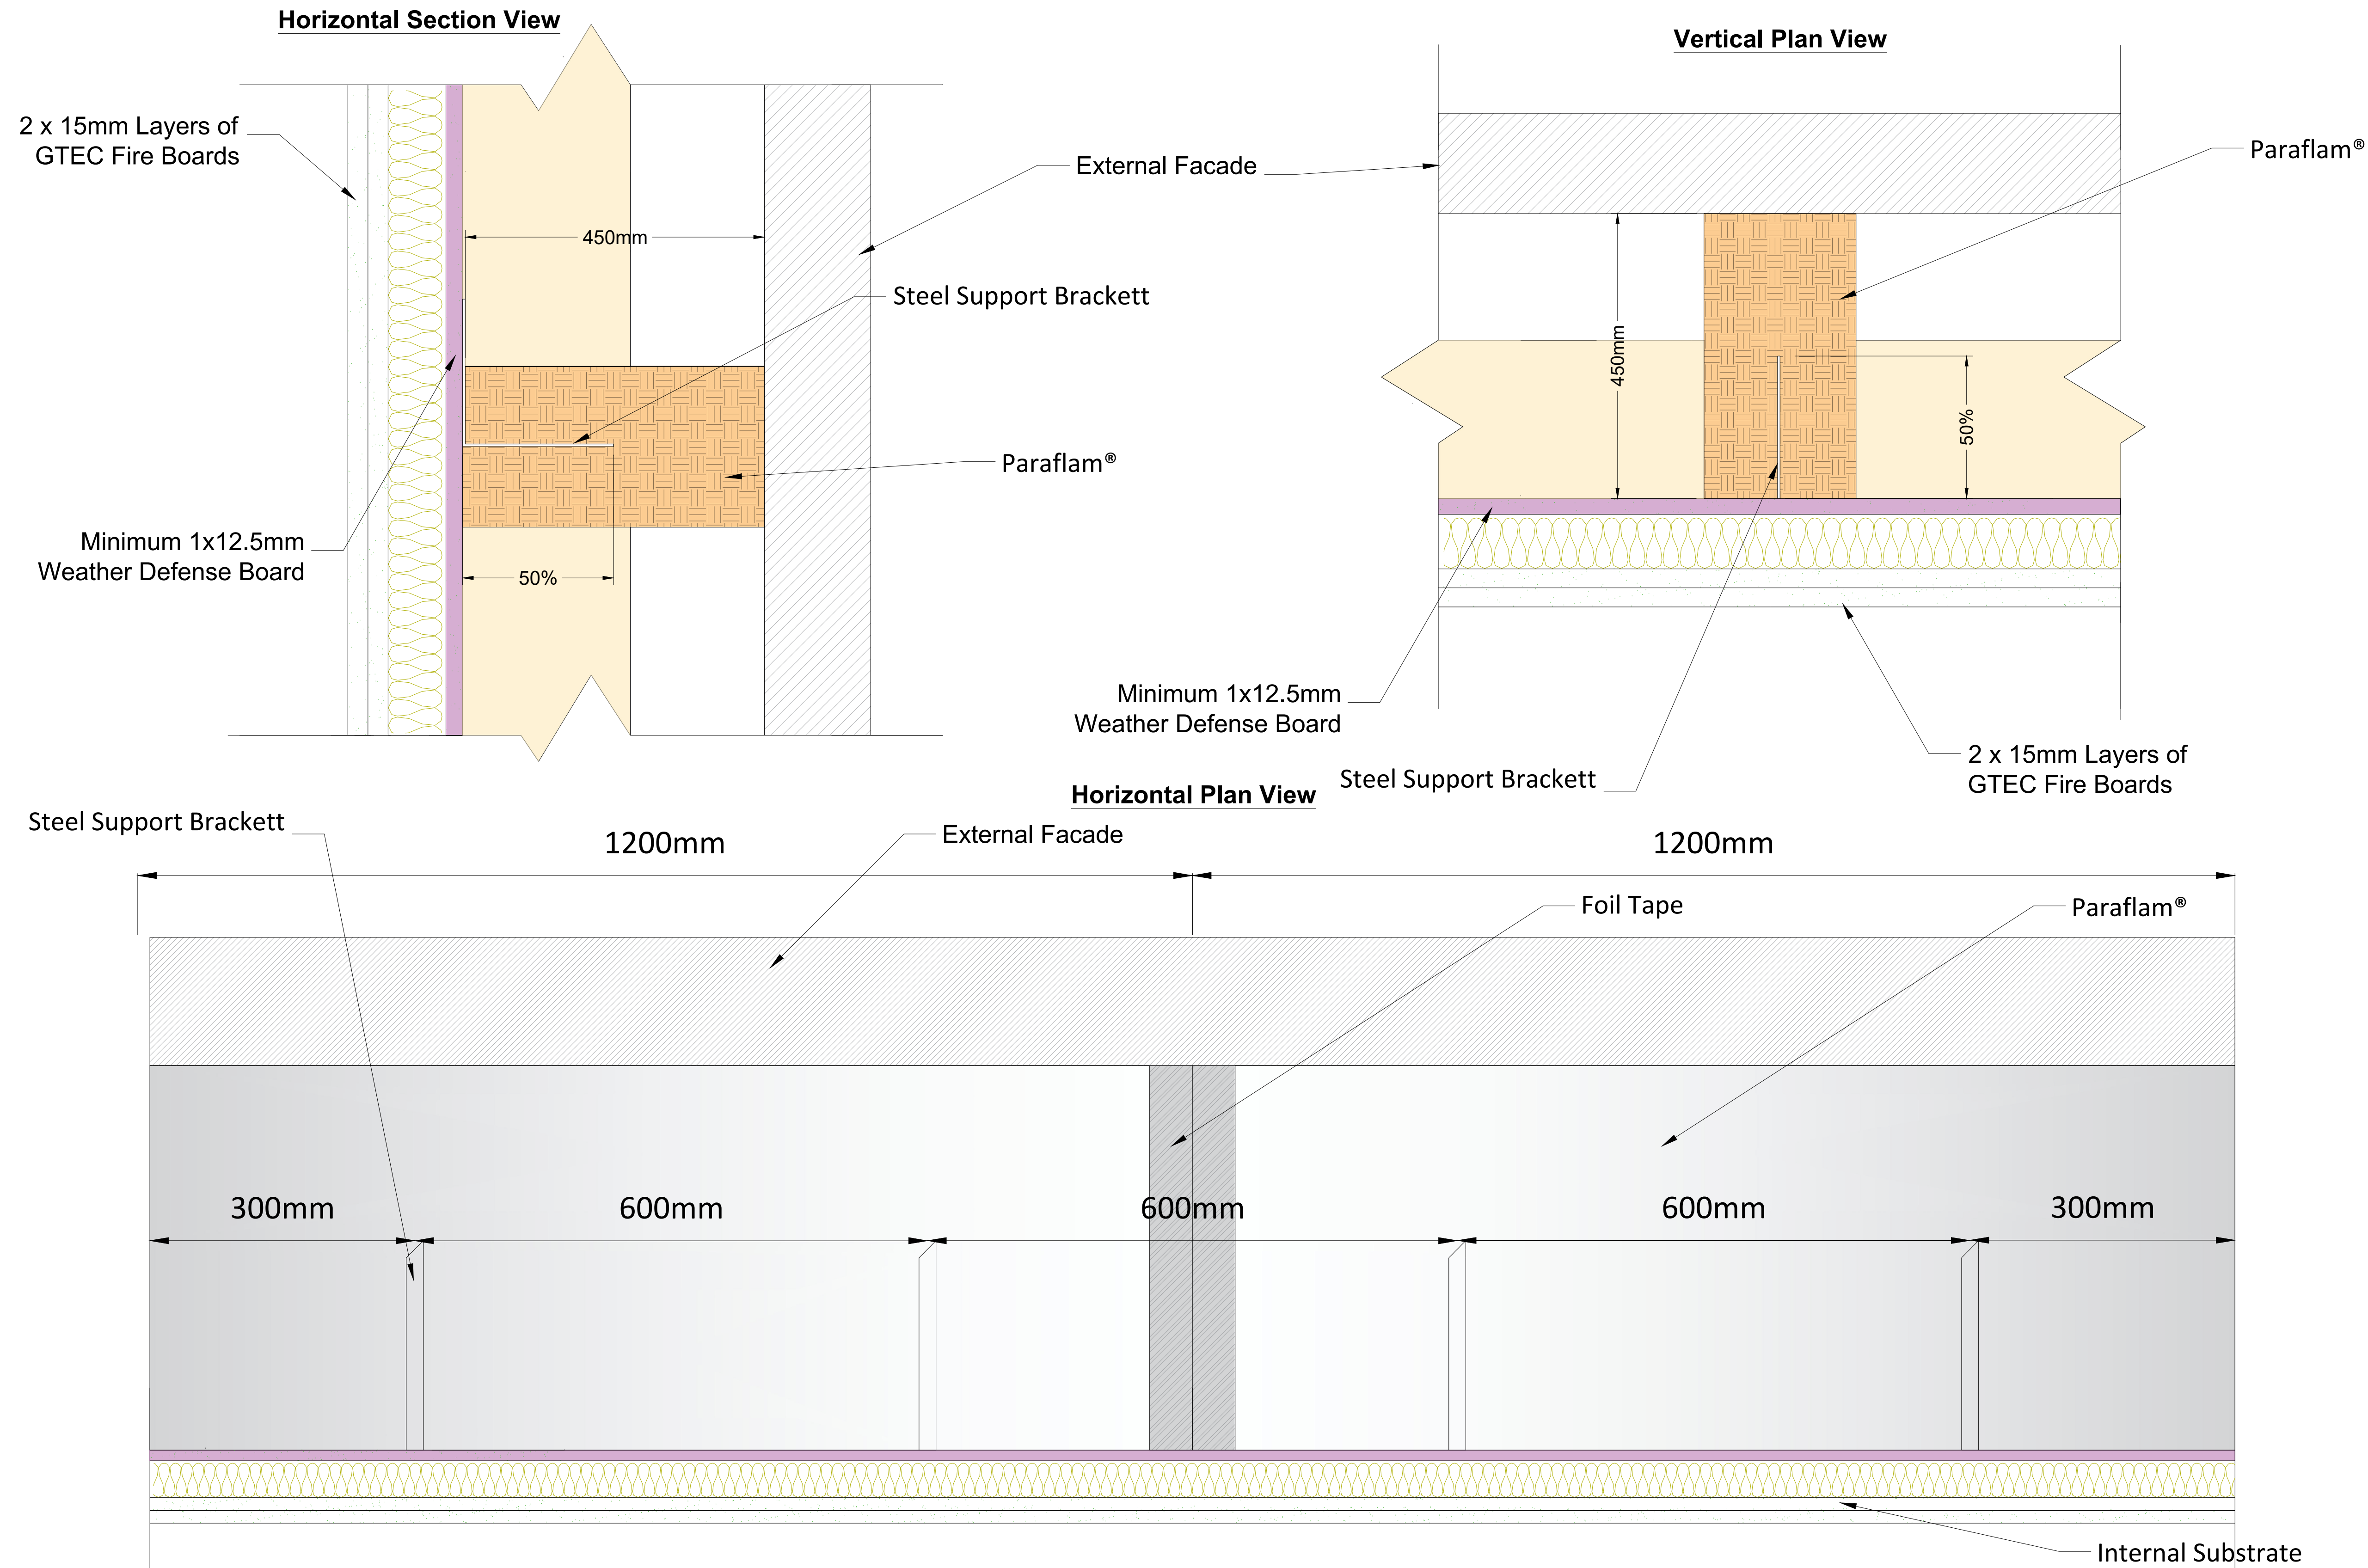 Horizontal Section View
2 x 15mm Layers of
GTEC Fire Boards
450mm
External Facade
Steel Support Brackett
Paraflam®
Minimum 1x12.5mm
Weather Defense Board
50%
Vertical Plan View
Paraflam®
450mm
50%
Minimum 1x12.5mm
Weather Defense Board
Steel Support Brackett
2 x 15mm Layers of
GTEC Fire Boards
Horizontal Plan View
Steel Support Brackett
1200mm
External Facade
1200mm
Foil Tape
Paraflam®
300mm
600mm
600mm
600mm
300mm
Internal Substrate